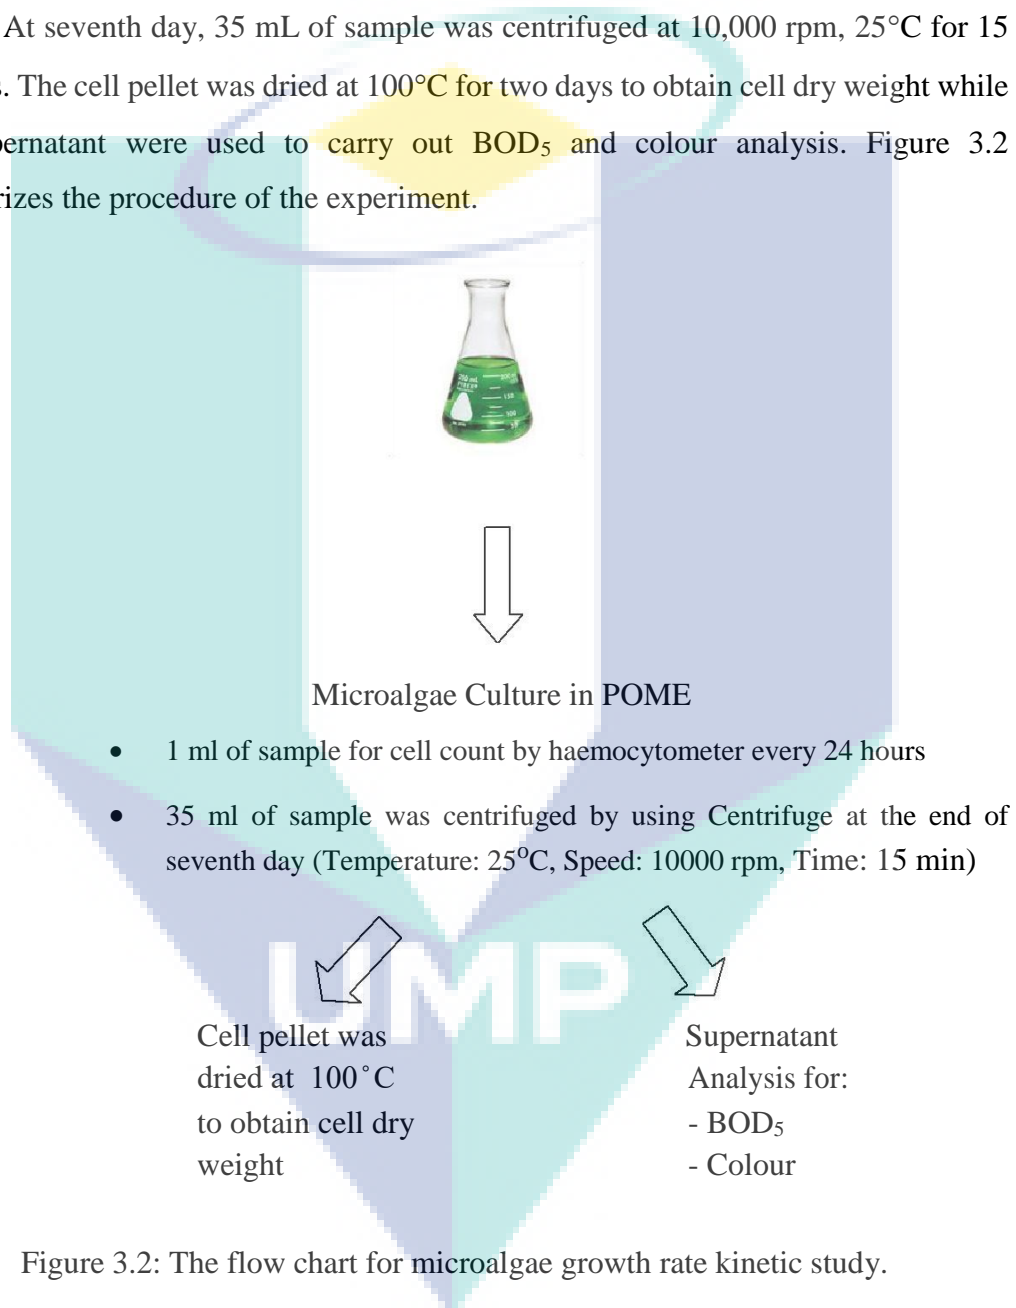 At seventh day, 35 mL of sample was centrifuged at 10,000 rpm, 25°C for 15
The cell pellet was dried at 100°C for two days to obtain cell dry weight while
were used to carry out BOD₅ and colour analysis. Figure 3.2
the procedure of the experiment.
Microalgae Culture in POME
• 1 ml of sample for cell count by haemocytometer every 24 hours
• 35 ml of sample was centrifuged by using Centrifuge at the end of
seventh day (Temperature: 25°C, Speed: 10000 rpm, Time: 15 min)
UMP
Cell pellet was
dried at 100°C
to obtain cell dry
weight
Supernatant
Analysis for:
- BOD₅
- Colour
Figure 3.2: The flow chart for microalgae growth rate kinetic study.